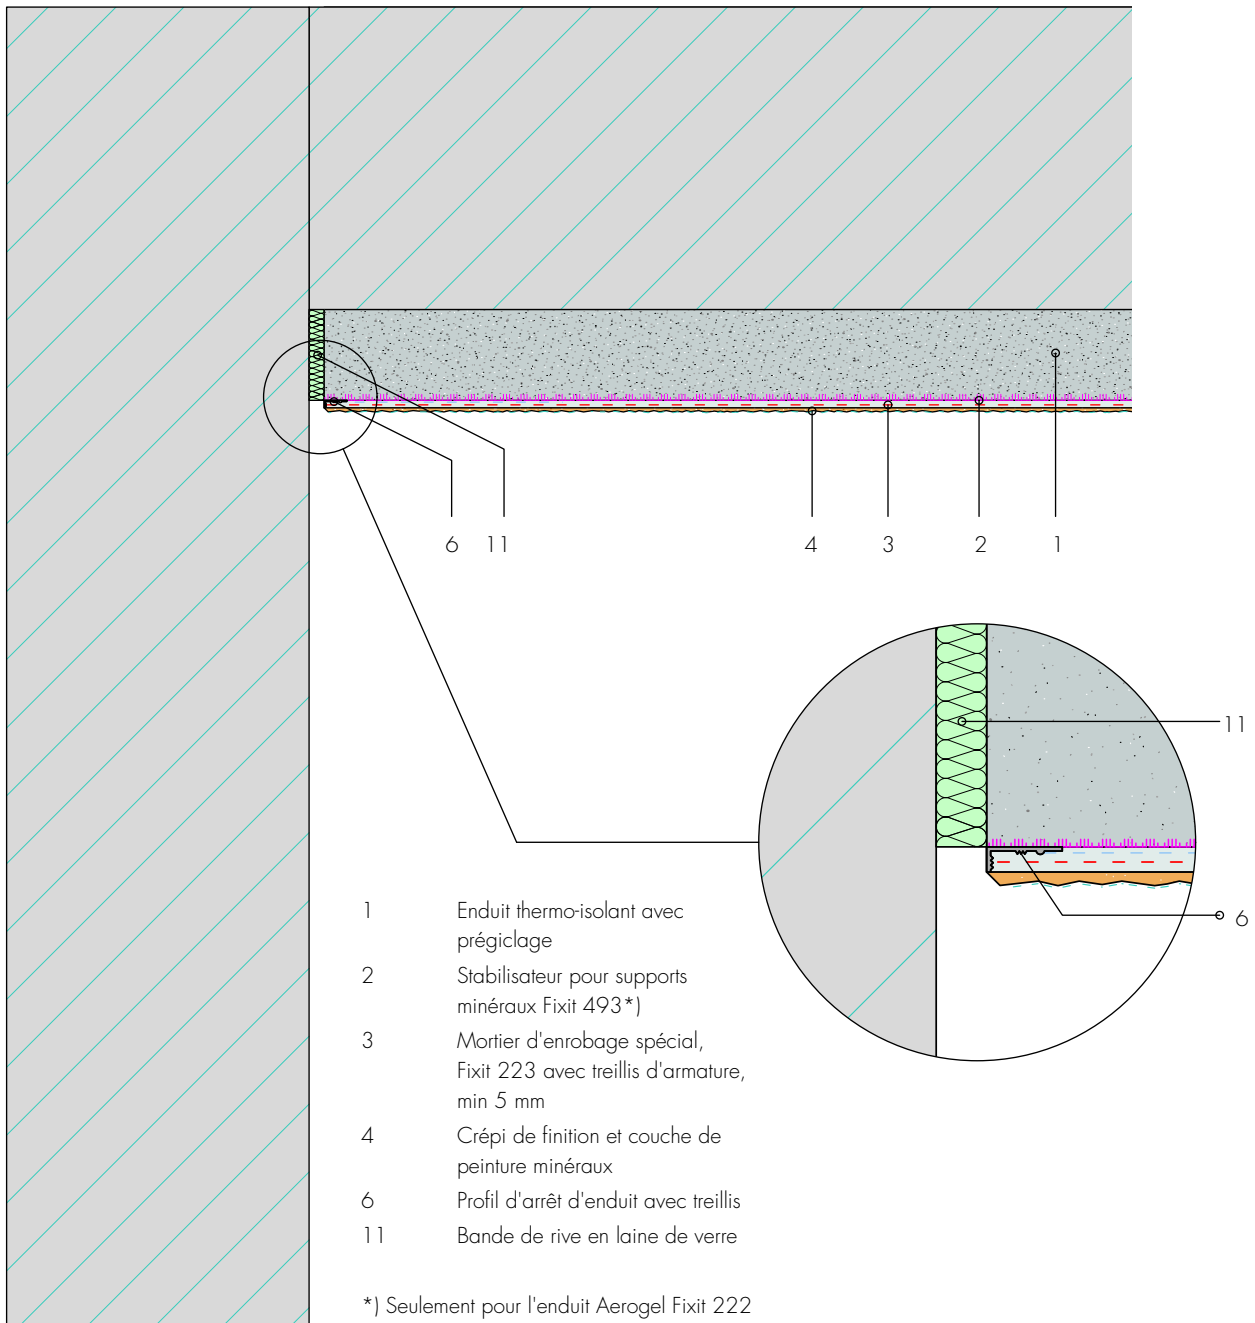 6 11 4 3 2 1
11
6
1 Enduit thermo-isolant avec
prégiclage
2 Stabilisateur pour supports
minéraux Fixit 493*)
3 Mortier d'enrobage spécial,
Fixit 223 avec treillis d'armature,
min 5 mm
4 Crépi de finition et couche de
peinture minéraux
6 Profil d'arrêt d'enduit avec treillis
11 Bande de rive en laine de verre
*) Seulement pour l'enduit Aerogel Fixit 222